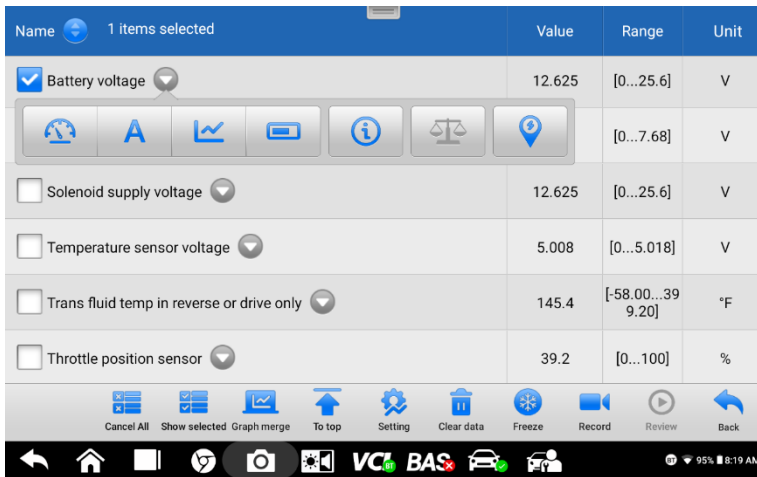 Name 1 items selected Value Range Unit
Battery voltage 12.625 [0...25.6] V
A i [0...7.68] V
Solenoid supply voltage 12.625 [0...25.6] V
Temperature sensor voltage 5.008 [0...5.018] V
Trans fluid temp in reverse or drive only 145.4 [-58.00...39 °F
9.20]
Throttle position sensor 39.2 [0...100] %
Cancel All Show selected Graph merge To top Setting Clear data Freeze Record Review Back
VCI BAS BT 95% 8:19 AM